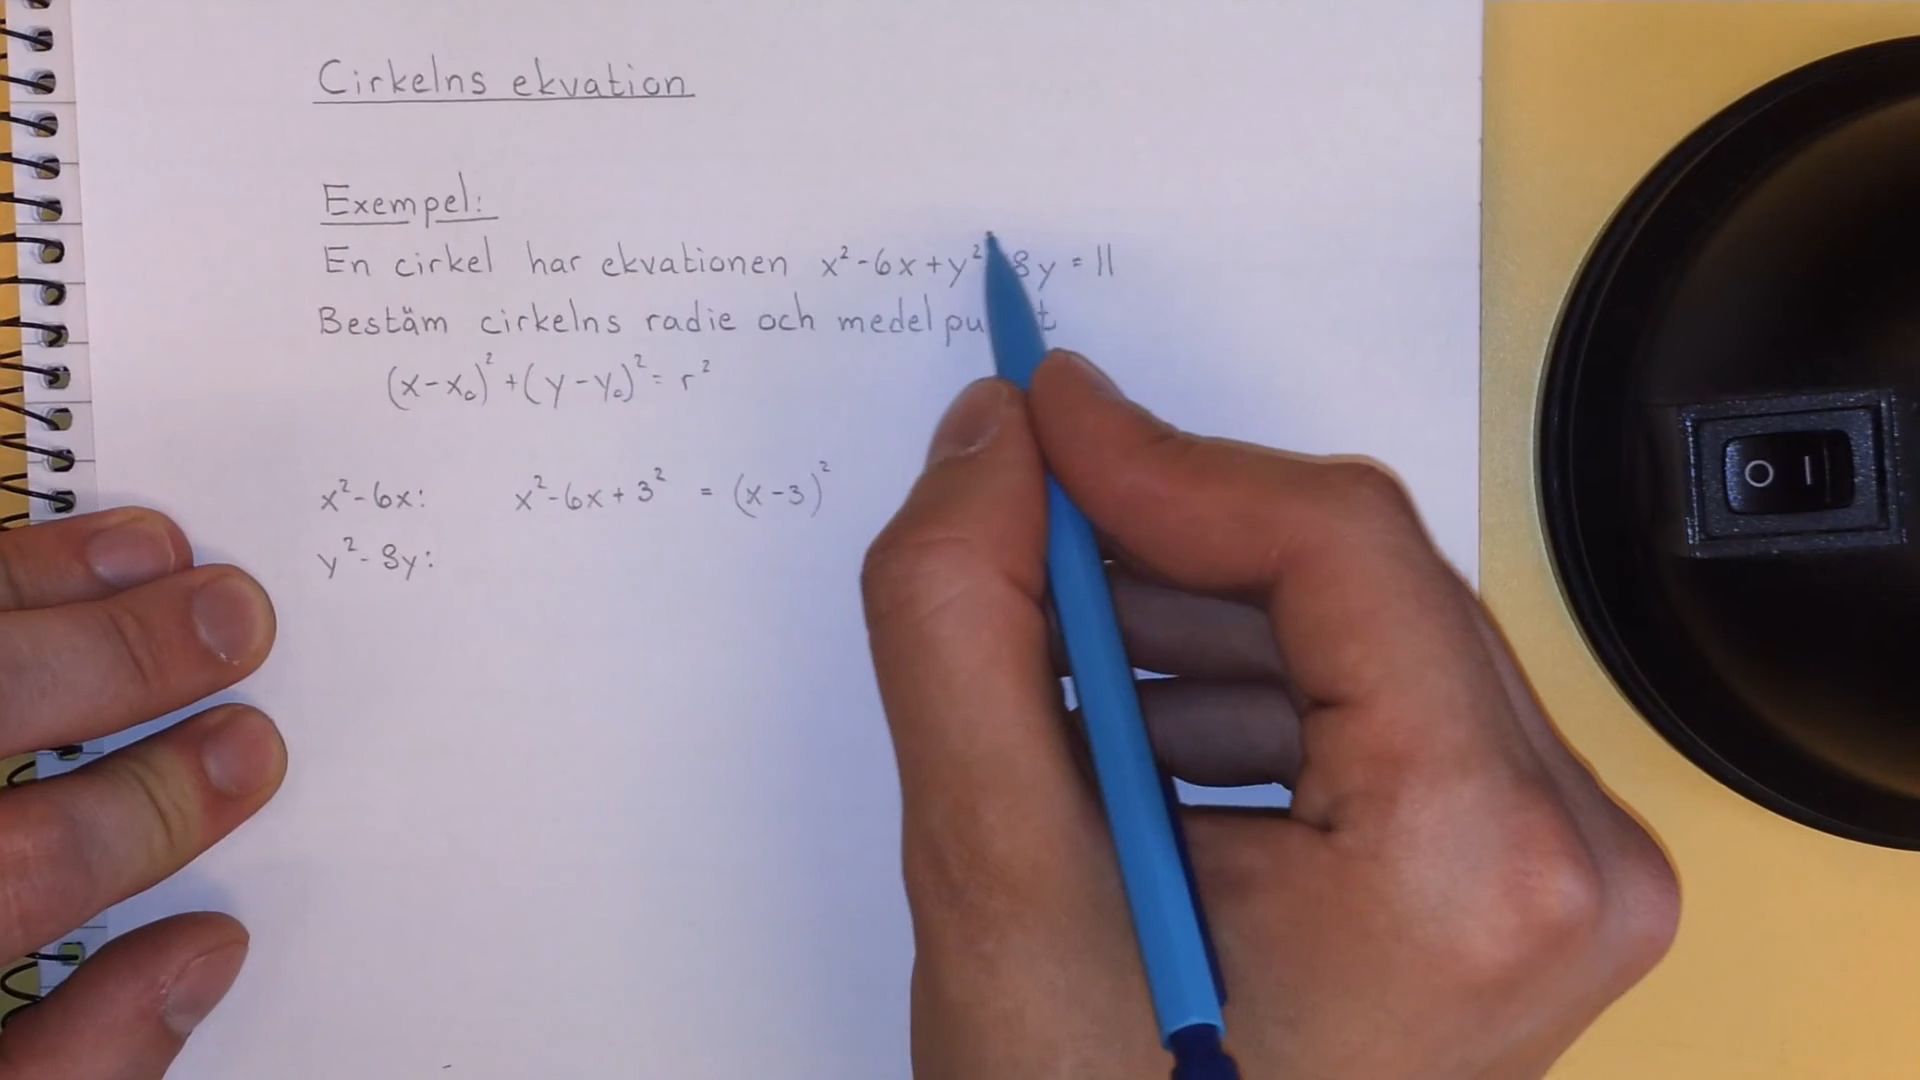 Cirkelns ekvation
Exempel:
En cirkel har ekvationen x²-6x+y² 8y = 11
Bestäm cirkelns radie och
(x-x₀)²+(y-y₀)²= r²
x²-6x: x²-6x+3² = (x-3)²
y²-8y:
O I